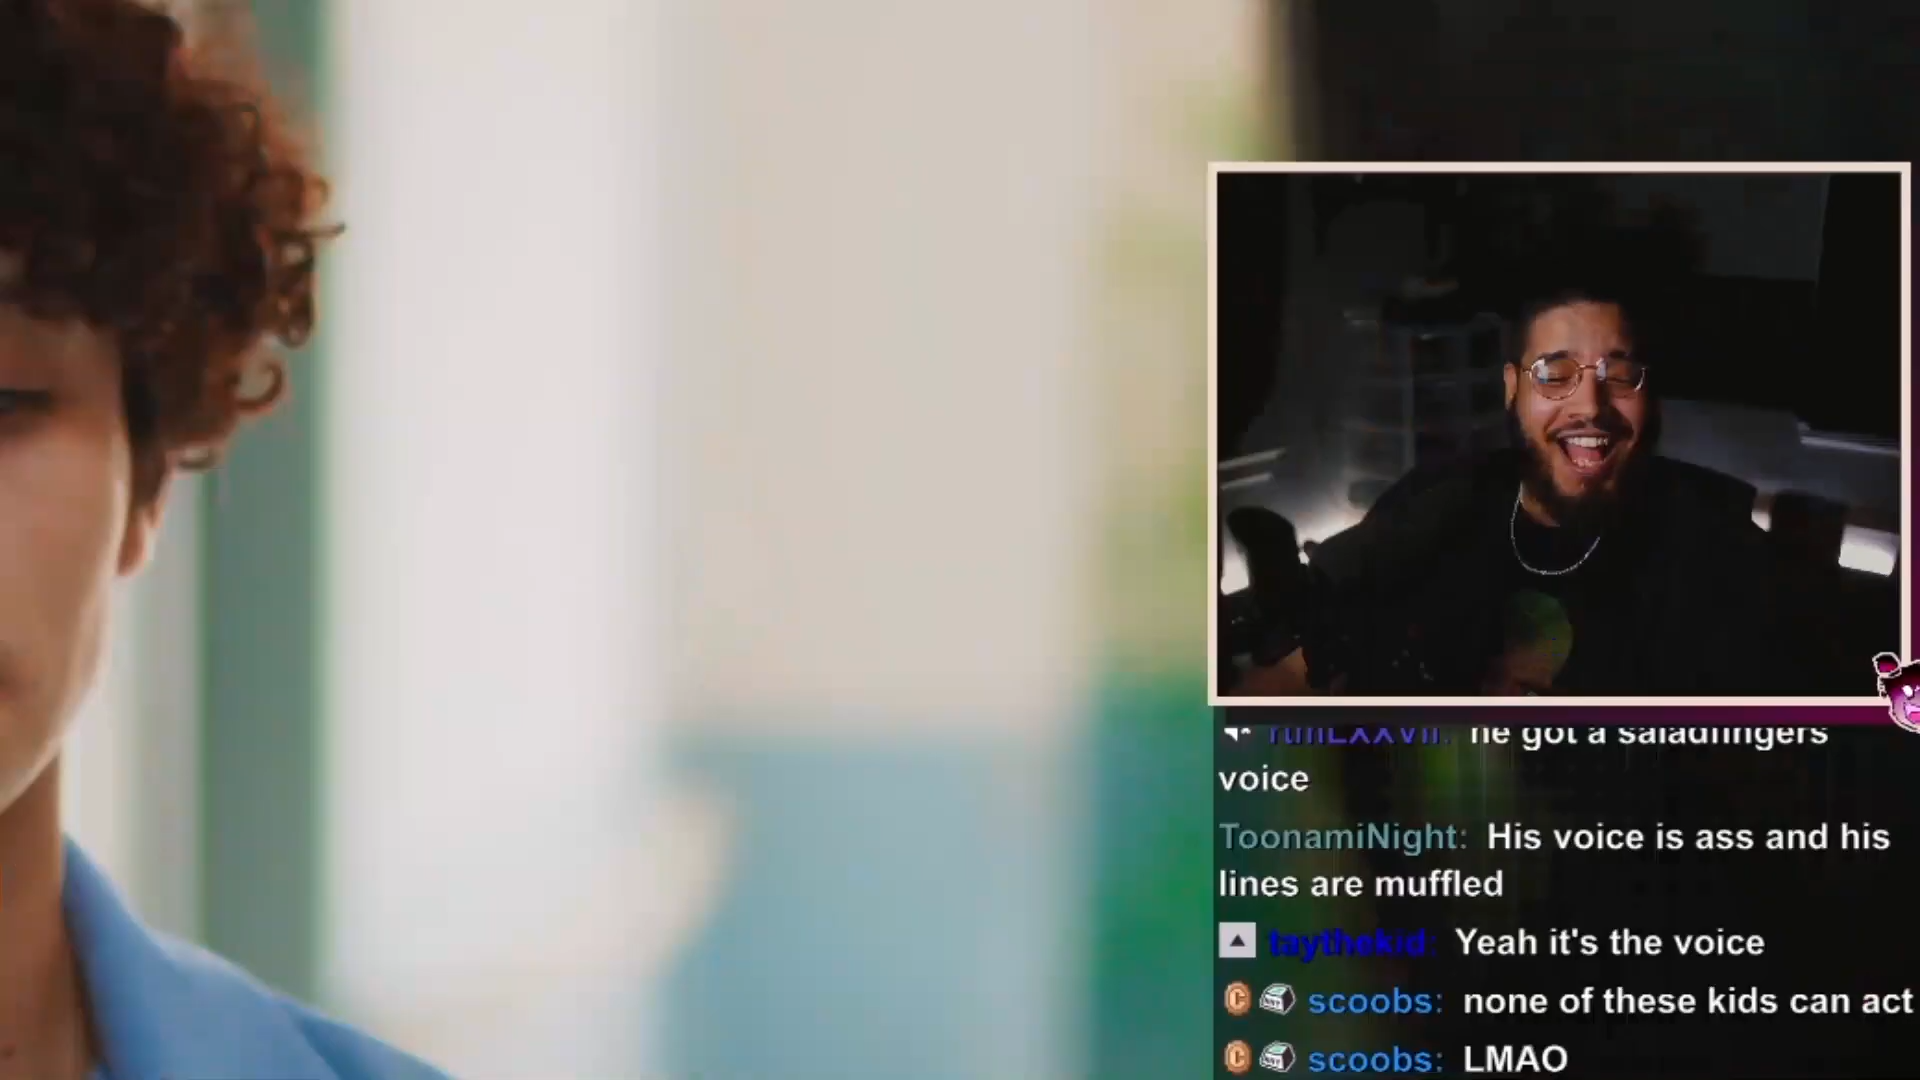 he got a saladfingers
voice
ToonamiNight: His voice is ass and his
lines are muffled
taythekid: Yeah it's the voice
scoobs: none of these kids can act
scoobs: LMAO